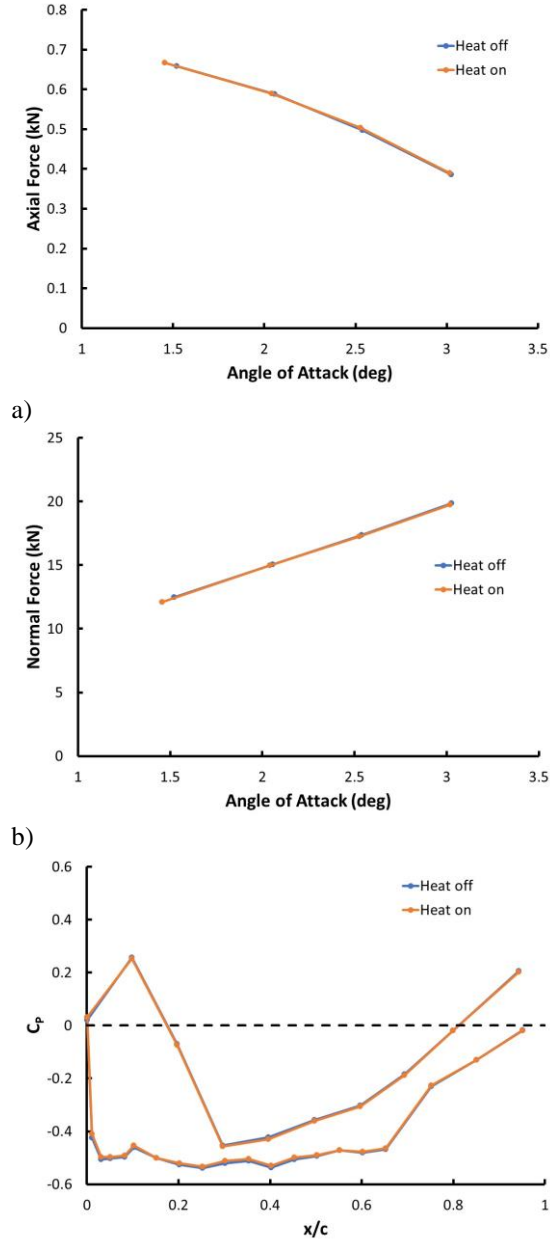 0.8
0.7
0.6
0.5
0.4
0.3
0.2
0.1
0
Axial Force (kN)
Heat off
Heat on
1 1.5 2 2.5 3 3.5
Angle of Attack (deg)
a)
25
20
15
10
5
0
Normal Force (kN)
Heat off
Heat on
1 1.5 2 2.5 3 3.5
Angle of Attack (deg)
b)
0.6
0.4
0.2
0
-0.2
-0.4
-0.6
CP
Heat off
Heat on
0 0.2 0.4 0.6 0.8 1
x/c